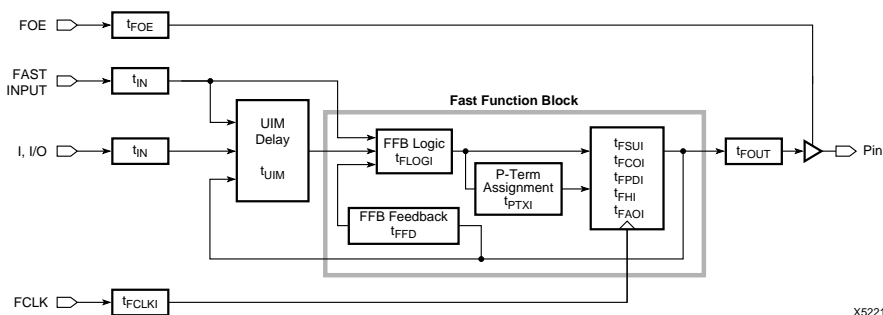 FOE
tFOE
FAST
INPUT
tIN
Fast Function Block
UIM
Delay
tUIM
I, I/O
tIN
FFB Logic
tFLOGI
P-Term
Assignment
tPTXI
FFB Feedback
tFFD
tFSUI
tFCOI
tFPDI
tFHI
tFAOI
tFOUT
Pin
FCLK
tFCLKI
X5221